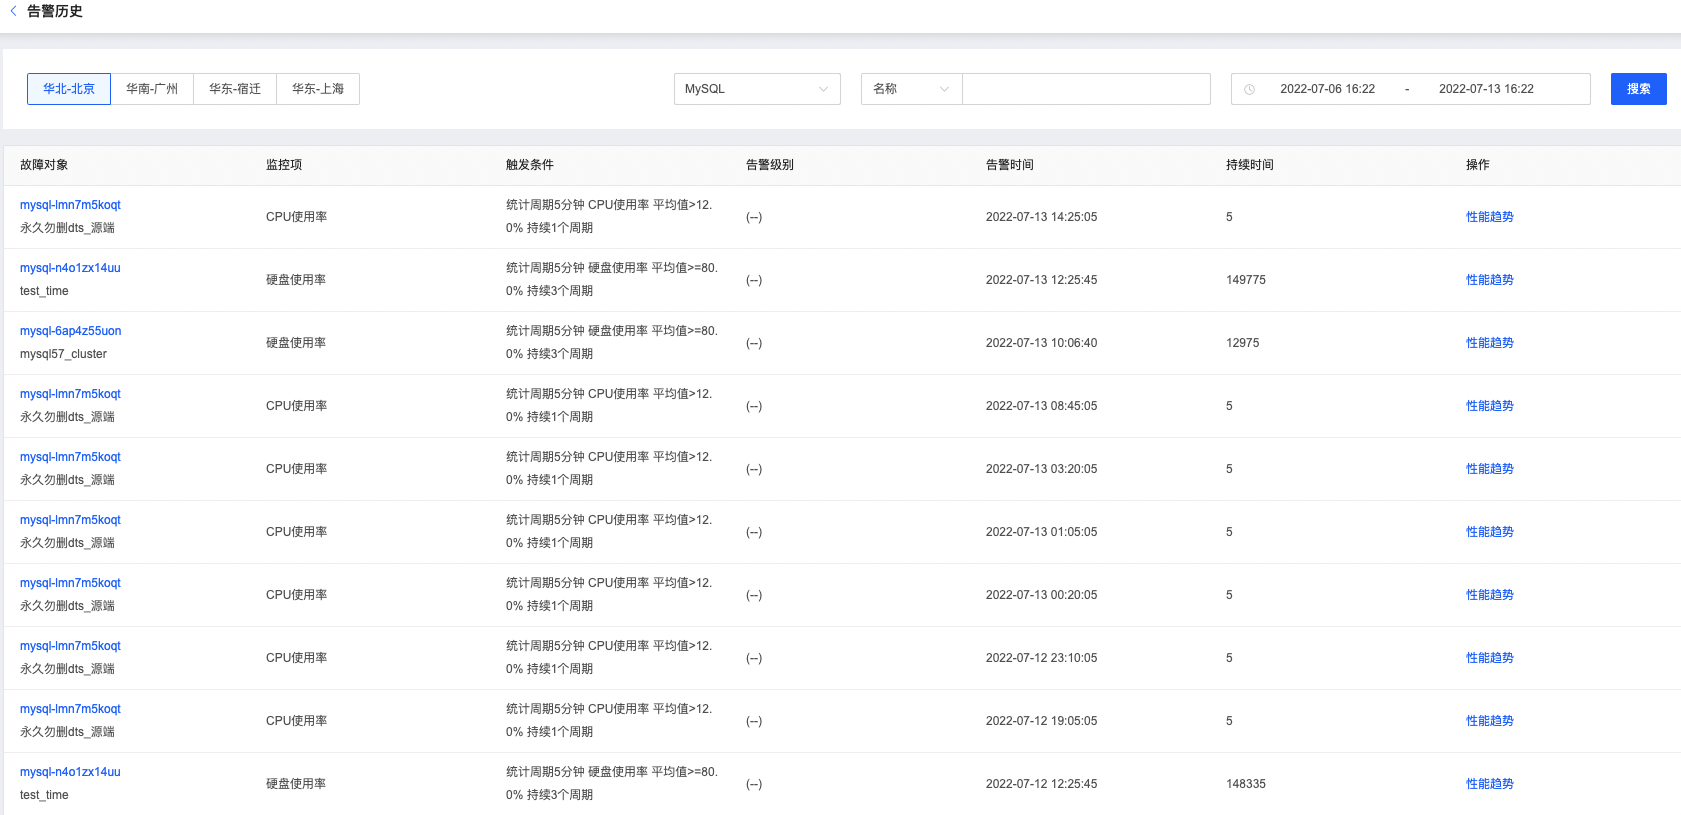 告警历史
华北-北京 华南-广州 华东-宿迁 华东-上海 MySQL 名称 2022-07-06 16:22 - 2022-07-13 16:22 搜索
故障对象 监控项 触发条件 告警级别 告警时间 持续时间 操作
mysql-lmn7m5koqt 统计周期5分钟 CPU使用率 平均值>12.
CPU使用率 (--) 2022-07-13 14:25:05 5 性能趋势
永久勿删dts_源端 0% 持续1个周期
mysql-n4o1zx14uu 统计周期5分钟 硬盘使用率 平均值>=80.
硬盘使用率 (--) 2022-07-13 12:25:45 149775 性能趋势
test_time 0% 持续3个周期
mysql-6ap4z55uon 统计周期5分钟 硬盘使用率 平均值>=80.
硬盘使用率 (--) 2022-07-13 10:06:40 12975 性能趋势
mysql57_cluster 0% 持续3个周期
mysql-lmn7m5koqt 统计周期5分钟 CPU使用率 平均值>12.
CPU使用率 (--) 2022-07-13 08:45:05 5 性能趋势
永久勿删dts_源端 0% 持续1个周期
mysql-lmn7m5koqt 统计周期5分钟 CPU使用率 平均值>12.
CPU使用率 (--) 2022-07-13 03:20:05 5 性能趋势
永久勿删dts_源端 0% 持续1个周期
mysql-lmn7m5koqt 统计周期5分钟 CPU使用率 平均值>12.
CPU使用率 (--) 2022-07-13 01:05:05 5 性能趋势
永久勿删dts_源端 0% 持续1个周期
mysql-lmn7m5koqt 统计周期5分钟 CPU使用率 平均值>12.
CPU使用率 (--) 2022-07-13 00:20:05 5 性能趋势
永久勿删dts_源端 0% 持续1个周期
mysql-lmn7m5koqt 统计周期5分钟 CPU使用率 平均值>12.
CPU使用率 (--) 2022-07-12 23:10:05 5 性能趋势
永久勿删dts_源端 0% 持续1个周期
mysql-lmn7m5koqt 统计周期5分钟 CPU使用率 平均值>12.
CPU使用率 (--) 2022-07-12 19:05:05 5 性能趋势
永久勿删dts_源端 0% 持续1个周期
mysql-n4o1zx14uu 统计周期5分钟 硬盘使用率 平均值>=80.
硬盘使用率 (--) 2022-07-12 12:25:45 148335 性能趋势
test_time 0% 持续3个周期